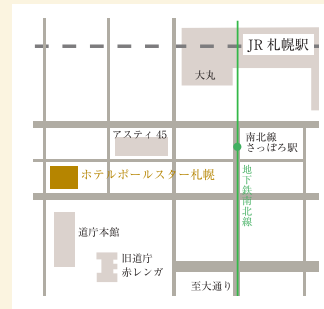 JR 札幌駅
大丸
アスティ 45
南北線
さっぽろ駅
ホテルポールスター札幌
地下鉄南北線
道庁本館
旧道庁
赤レンガ
至大通り